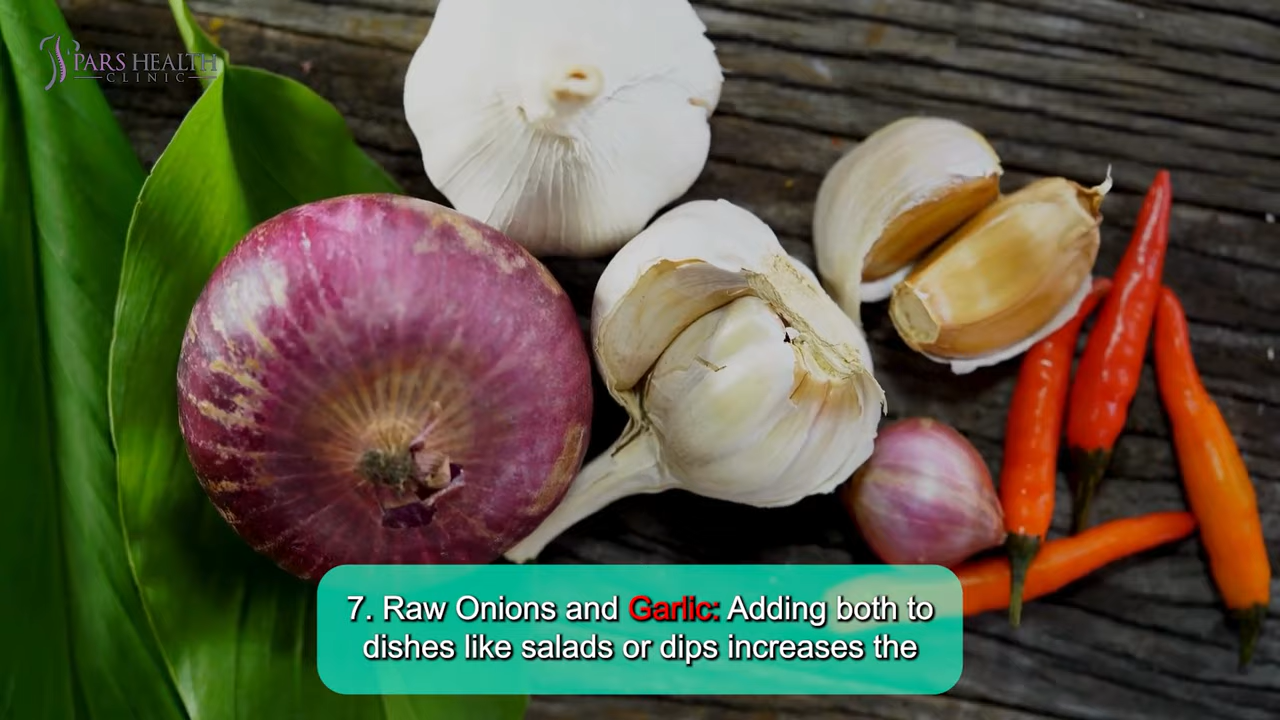 PARS HEALTH
CLINIC
7. Raw Onions and Garlic: Adding both to
dishes like salads or dips increases the